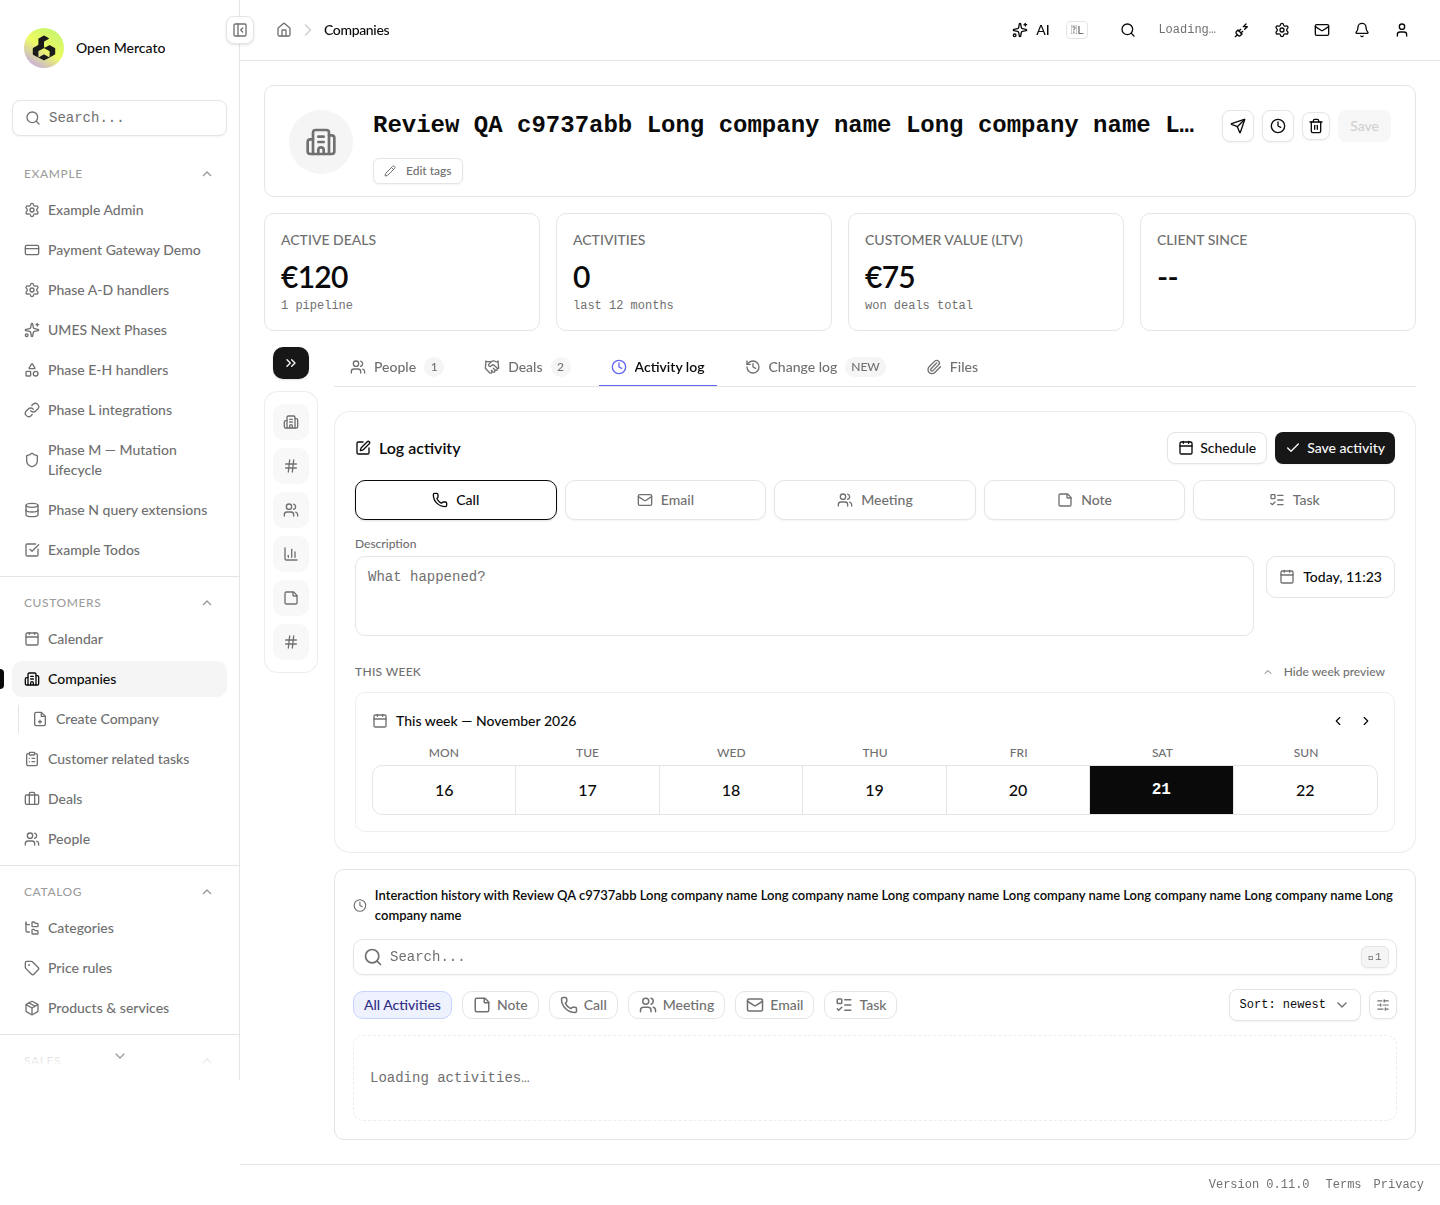 Open Mercato
Companies
AI
L
Loading…
Search...
EXAMPLE
Example Admin
Payment Gateway Demo
Phase A-D handlers
UMES Next Phases
Phase E-H handlers
Phase L integrations
Phase M — Mutation
Lifecycle
Phase N query extensions
Example Todos
CUSTOMERS
Calendar
Companies
Create Company
Customer related tasks
Deals
People
CATALOG
Categories
Price rules
Products & services
SALES
Review QA c9737abb Long company name Long company name L…
Save
Edit tags
ACTIVE DEALS
€120
1 pipeline
ACTIVITIES
0
last 12 months
CUSTOMER VALUE (LTV)
€75
won deals total
CLIENT SINCE
--
People 1
Deals 2
Activity log
Change log NEW
Files
Log activity
Schedule
Save activity
Call
Email
Meeting
Note
Task
Description
What happened?
Today, 11:23
THIS WEEK
Hide week preview
This week — November 2026
MON TUE WED THU FRI SAT SUN
16 17 18 19 20 21 22
Interaction history with Review QA c9737abb Long company name Long company name Long company name Long company name Long company name Long company name Long
company name
Search...
1
All Activities
Note
Call
Meeting
Email
Task
Sort: newest
Loading activities…
Version 0.11.0 Terms Privacy